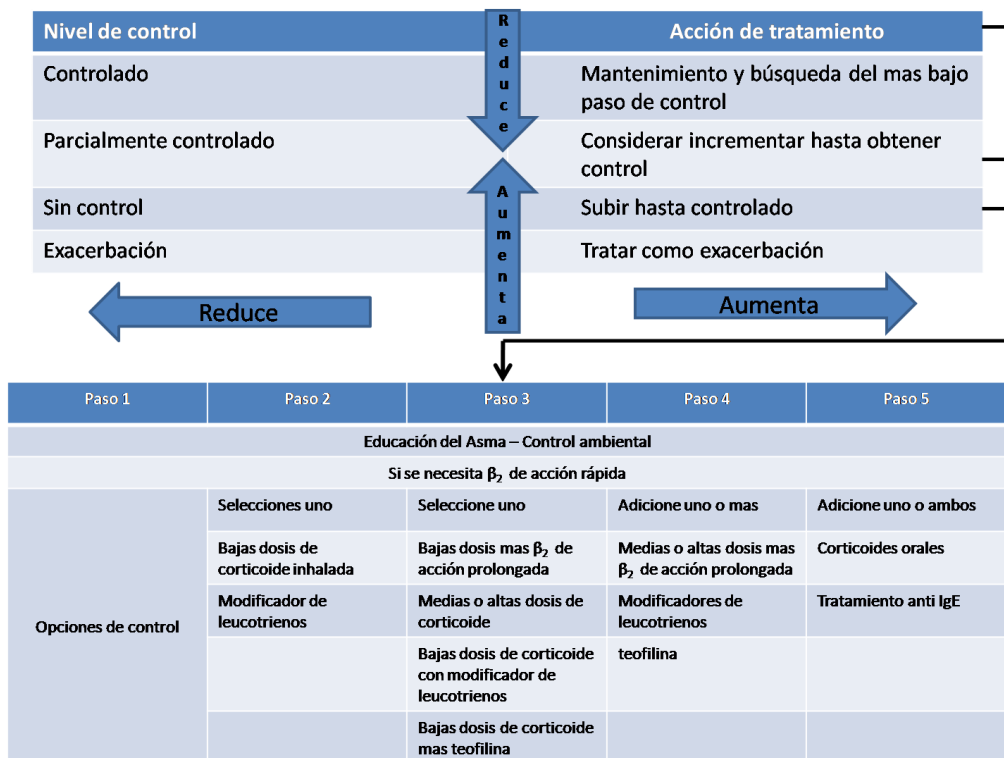 Nivel de control
Reduce
Acción de tratamiento
Controlado
Mantenimiento y búsqueda del mas bajo
paso de control
Parcialmente controlado
Considerar incrementar hasta obtener
control
Aumenta
Sin control
Subir hasta controlado
Exacerbación
Tratar como exacerbación
Reduce
Aumenta
Paso 1
Paso 2
Paso 3
Paso 4
Paso 5
Educación del Asma – Control ambiental
Si se necesita β₂ de acción rápida
Opciones de control
Selecciones uno
Seleccione uno
Adicione uno o mas
Adicione uno o ambos
Bajas dosis de
corticoide inhalada
Bajas dosis mas β₂ de
acción prolongada
Medias o altas dosis mas
β₂ de acción prolongada
Corticoides orales
Modificador de
leucotrienos
Medias o altas dosis de
corticoide
Modificadores de
leucotrienos
Tratamiento anti IgE
Bajas dosis de corticoide
con modificador de
leucotrienos
teofilina
Bajas dosis de corticoide
mas teofilina